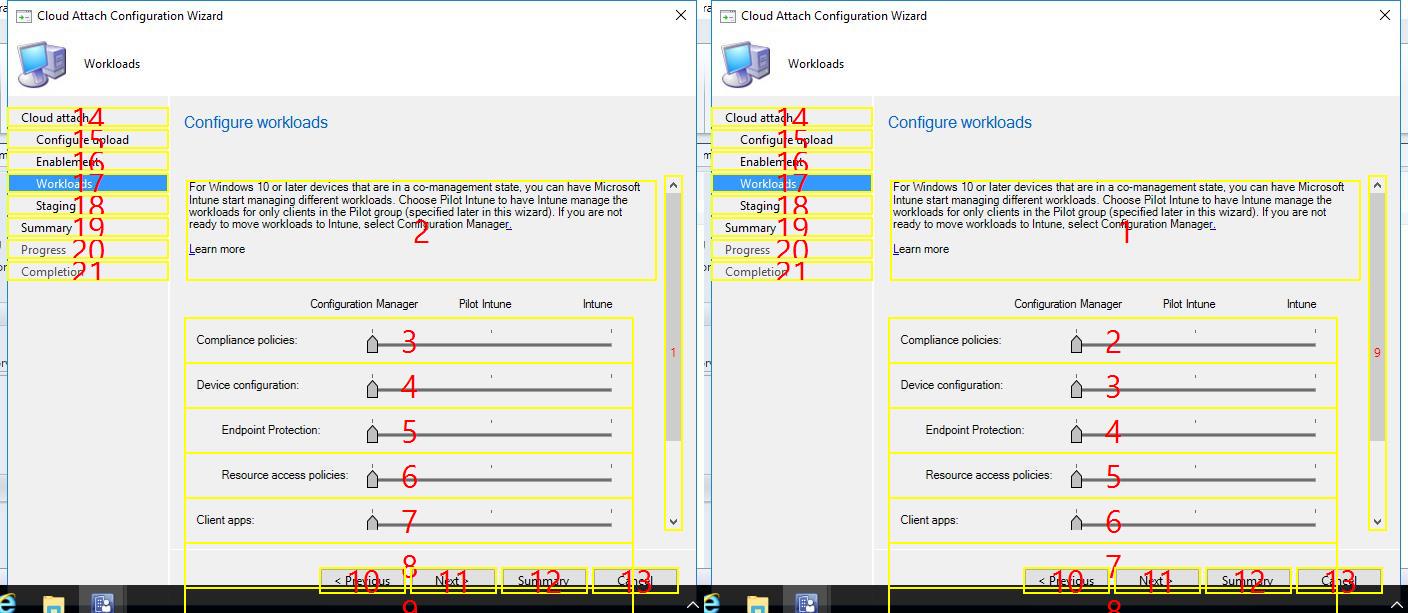 Cloud Attach Configuration Wizard
Workloads
Cloud attach 14
Configure upload 15
Enablement 16
Workloads 17
Staging 18
Summary 19
Progress 20
Completion 21
Configure workloads
For Windows 10 or later devices that are in a co-management state, you can have Microsoft
Intune start managing different workloads. Choose Pilot Intune to have Intune manage the
workloads for only clients in the Pilot group (specified later in this wizard). If you are not
ready to move workloads to Intune, select Configuration Manager.
2
Learn more
1
Configuration Manager Pilot Intune Intune
Compliance policies: 3
Device configuration: 4
Endpoint Protection: 5
Resource access policies: 6
Client apps: 7
8
< Previous 10 Next > 11 Summary 12 Cancel 13
9
Cloud Attach Configuration Wizard
Workloads
Cloud attach 14
Configure upload 15
Enablement 16
Workloads 17
Staging 18
Summary 19
Progress 20
Completion 21
Configure workloads
For Windows 10 or later devices that are in a co-management state, you can have Microsoft
Intune start managing different workloads. Choose Pilot Intune to have Intune manage the
workloads for only clients in the Pilot group (specified later in this wizard). If you are not
ready to move workloads to Intune, select Configuration Manager.
1
Learn more
9
Configuration Manager Pilot Intune Intune
Compliance policies: 2
Device configuration: 3
Endpoint Protection: 4
Resource access policies: 5
Client apps: 6
7
< Previous 10 Next > 11 Summary 12 Cancel 13
8